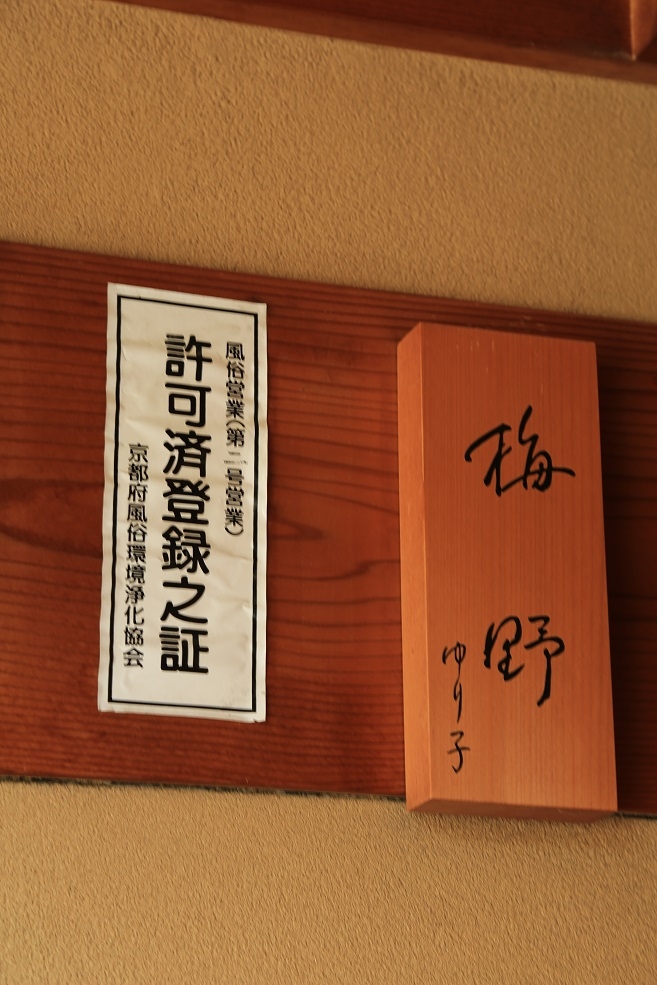 風俗営業(第二号営業)
許可済登録之証
京都府風俗環境浄化協会
梅野
ゆり子